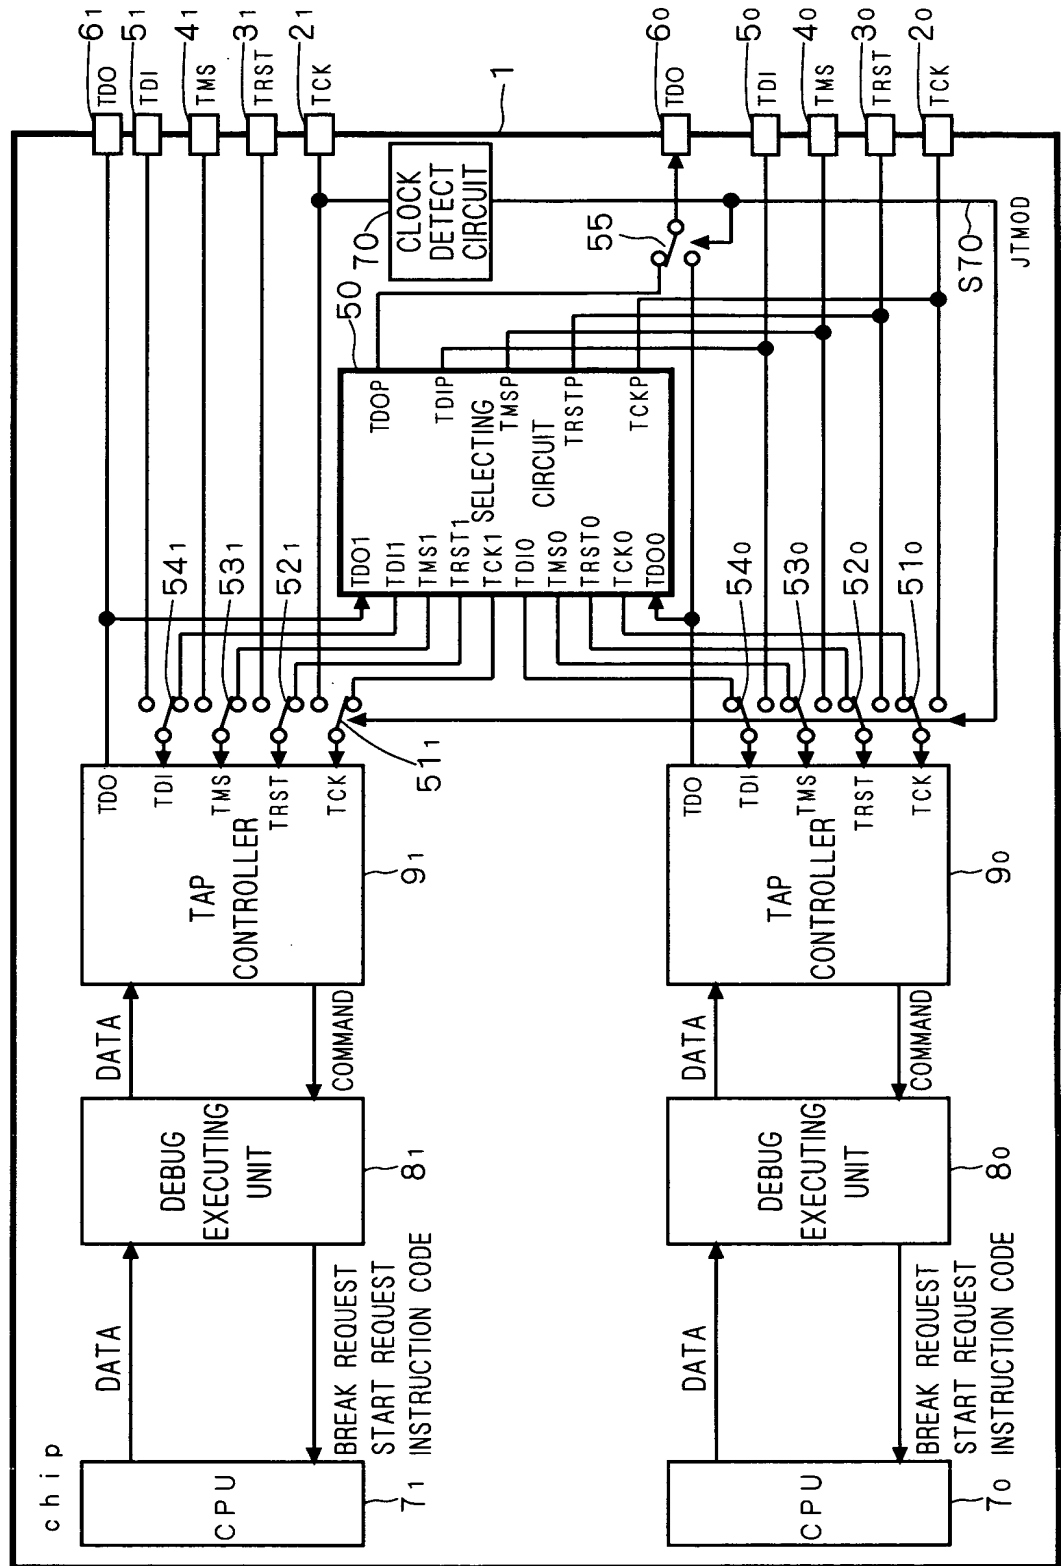 chip
CPU
7₁
DATA
BREAK REQUEST
START REQUEST
INSTRUCTION CODE
DEBUG
EXECUTING
UNIT
8₁
DATA
COMMAND
TAP
CONTROLLER
9₁
TDO
TDI
TMS
TRST
TCK
54₁
53₁
52₁
51₁
6₁
TDO
5₁
TDI
4₁
TMS
3₁
TRST
2₁
TCK
1
70
CLOCK
DETECT
CIRCUIT
50
SELECTING
CIRCUIT
TDO1
TDI1
TMS1
TRST1
TCK1
TDI0
TMS0
TRST0
TCK0
TDO0
TDOP
TDIP
TMSP
TRSTP
TCKP
55
CPU
7₀
DATA
BREAK REQUEST
START REQUEST
INSTRUCTION CODE
DEBUG
EXECUTING
UNIT
8₀
DATA
COMMAND
TAP
CONTROLLER
9₀
TDO
TDI
TMS
TRST
TCK
54₀
53₀
52₀
51₀
6₀
TDO
5₀
TDI
4₀
TMS
3₀
TRST
2₀
TCK
S70
JTMOD